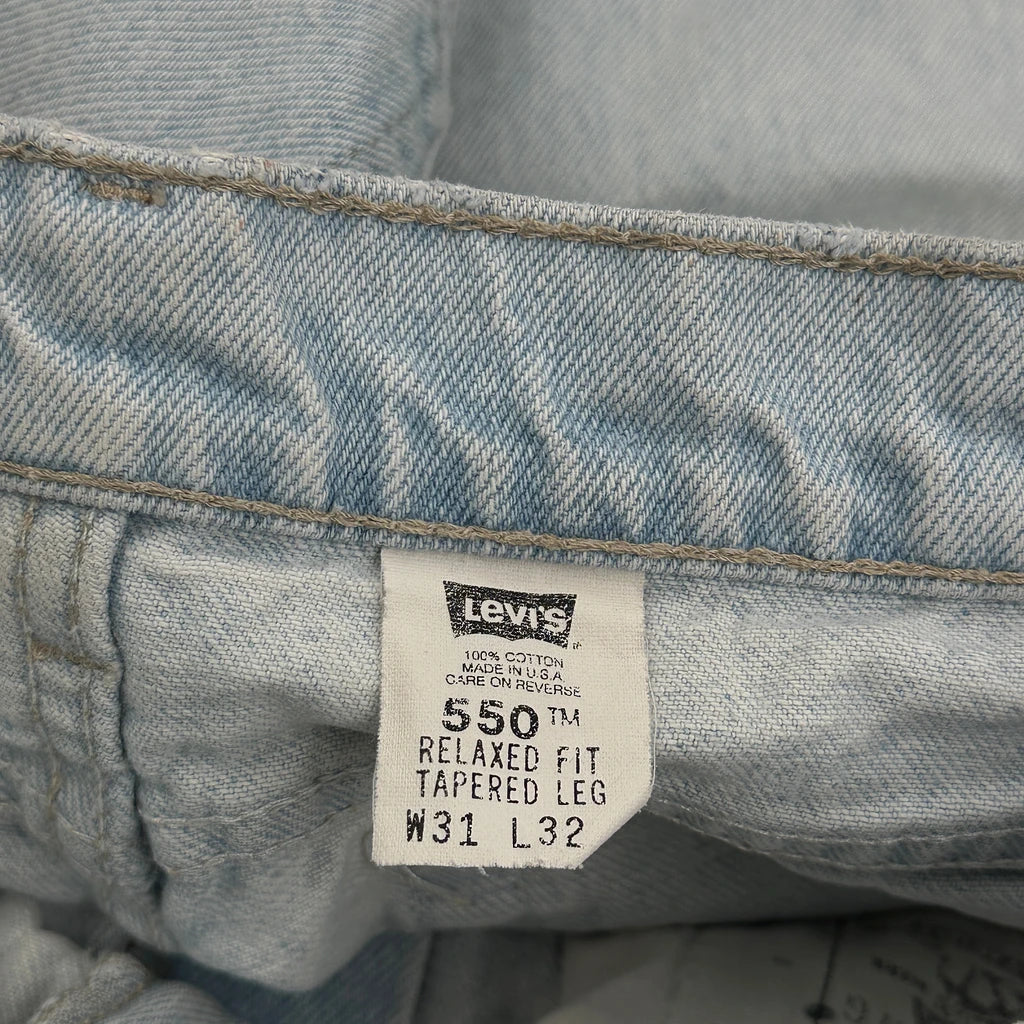 LEVI'S
100% COTTON
MADE IN U.S.A.
CARE ON REVERSE
550™
RELAXED FIT
TAPERED LEG
W31 L32